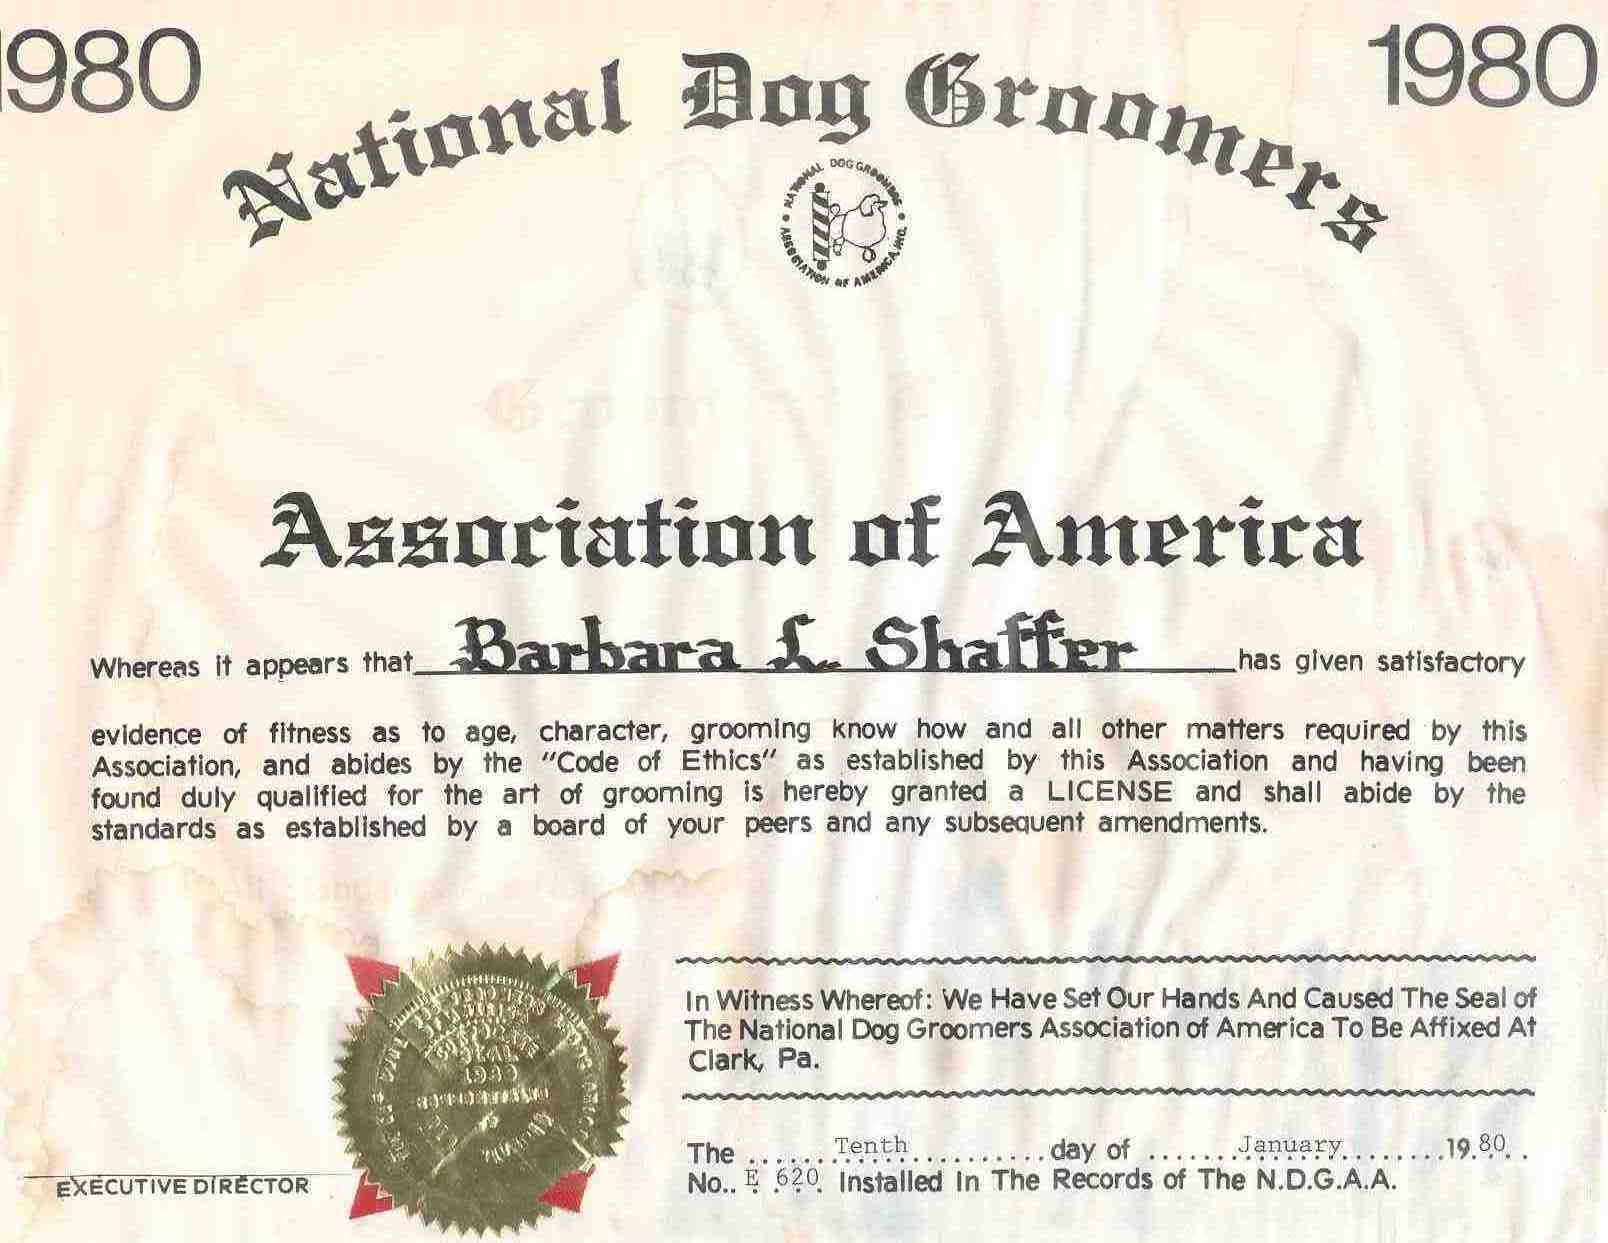 1980
1980
National Dog Groomers
NATIONAL DOG GROOMERS
ASSOCIATION OF AMERICA, INC.
Association of America
Whereas it appears that Barbara L. Shaffer has given satisfactory
evidence of fitness as to age, character, grooming know how and all other matters required by this
Association, and abides by the "Code of Ethics" as established by this Association and having been
found duly qualified for the art of grooming is hereby granted a LICENSE and shall abide by the
standards as established by a board of your peers and any subsequent amendments.
SEAL
In Witness Whereof: We Have Set Our Hands And Caused The Seal of
The National Dog Groomers Association of America To Be Affixed At
Clark, Pa.
The ...... Tenth .......... day of ...... January ........ 19.80. .
No.. E 620. Installed In The Records of The N.D.G.A.A.
EXECUTIVE DIRECTOR